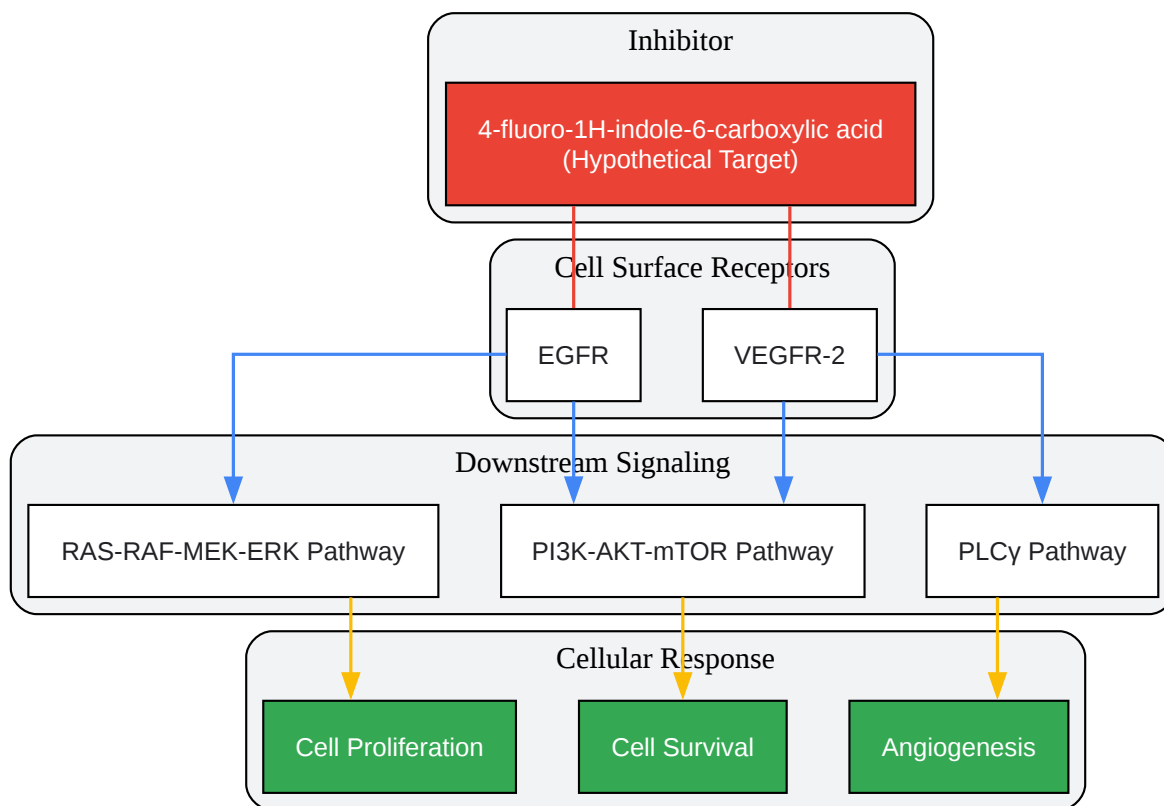 Inhibitor
4-fluoro-1H-indole-6-carboxylic acid
(Hypothetical Target)
Cell Surface Receptors
EGFR
VEGFR-2
Downstream Signaling
RAS-RAF-MEK-ERK Pathway
PI3K-AKT-mTOR Pathway
PLCγ Pathway
Cellular Response
Cell Proliferation
Cell Survival
Angiogenesis